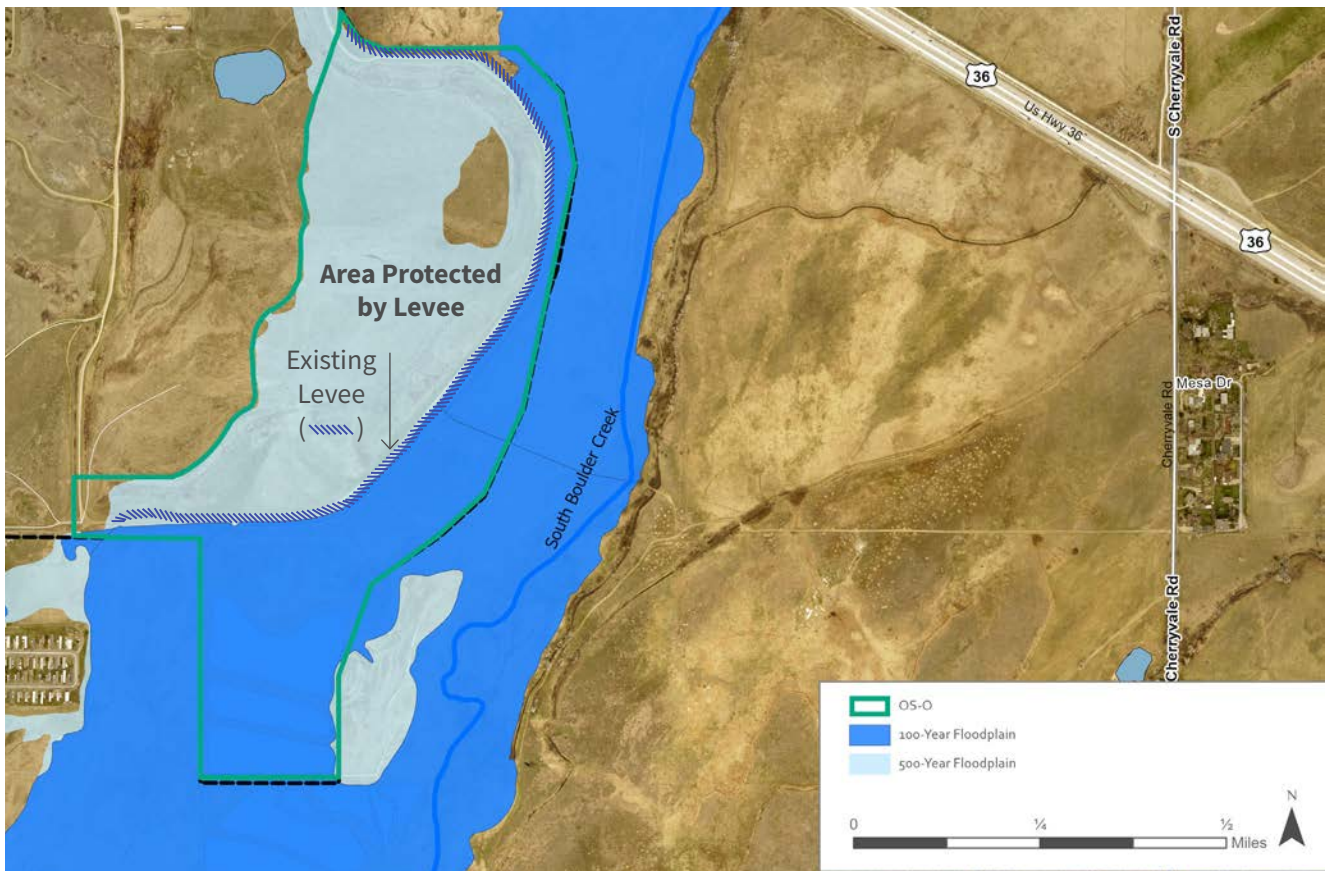 36
Us Hwy 36
S Cherryvale Rd
36
Area Protected
by Levee
Existing
Levee
( )
Mesa Dr
Cherryvale Rd
South Boulder Creek
Cherryvale Rd
OS-O
100-Year Floodplain
500-Year Floodplain
N
0 ¼ ½
Miles